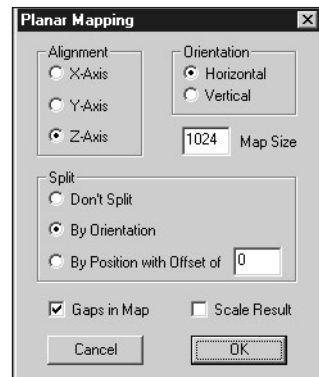 Planar Mapping
Alignment
X-Axis
Y-Axis
Z-Axis
Orientation
Horizontal
Vertical
1024 Map Size
Split
Don't Split
By Orientation
By Position with Offset of 0
Gaps in Map Scale Result
Cancel OK